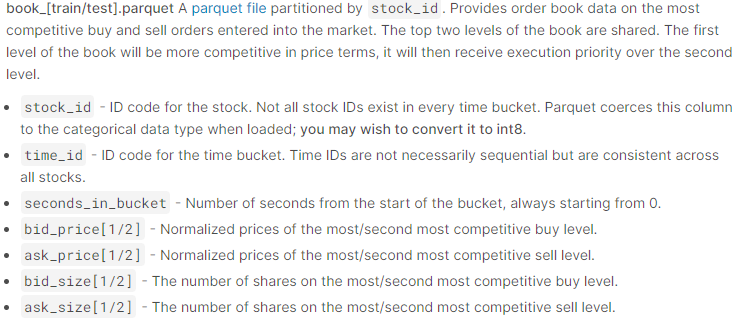 book_[train/test].parquet A parquet file partitioned by stock_id . Provides order book data on the most
competitive buy and sell orders entered into the market. The top two levels of the book are shared. The first
level of the book will be more competitive in price terms, it will then receive execution priority over the second
level.
• stock_id - ID code for the stock. Not all stock IDs exist in every time bucket. Parquet coerces this column
to the categorical data type when loaded; you may wish to convert it to int8.
• time_id - ID code for the time bucket. Time IDs are not necessarily sequential but are consistent across
all stocks.
• seconds_in_bucket - Number of seconds from the start of the bucket, always starting from 0.
• bid_price[1/2] - Normalized prices of the most/second most competitive buy level.
• ask_price[1/2] - Normalized prices of the most/second most competitive sell level.
• bid_size[1/2] - The number of shares on the most/second most competitive buy level.
• ask_size[1/2] - The number of shares on the most/second most competitive sell level.